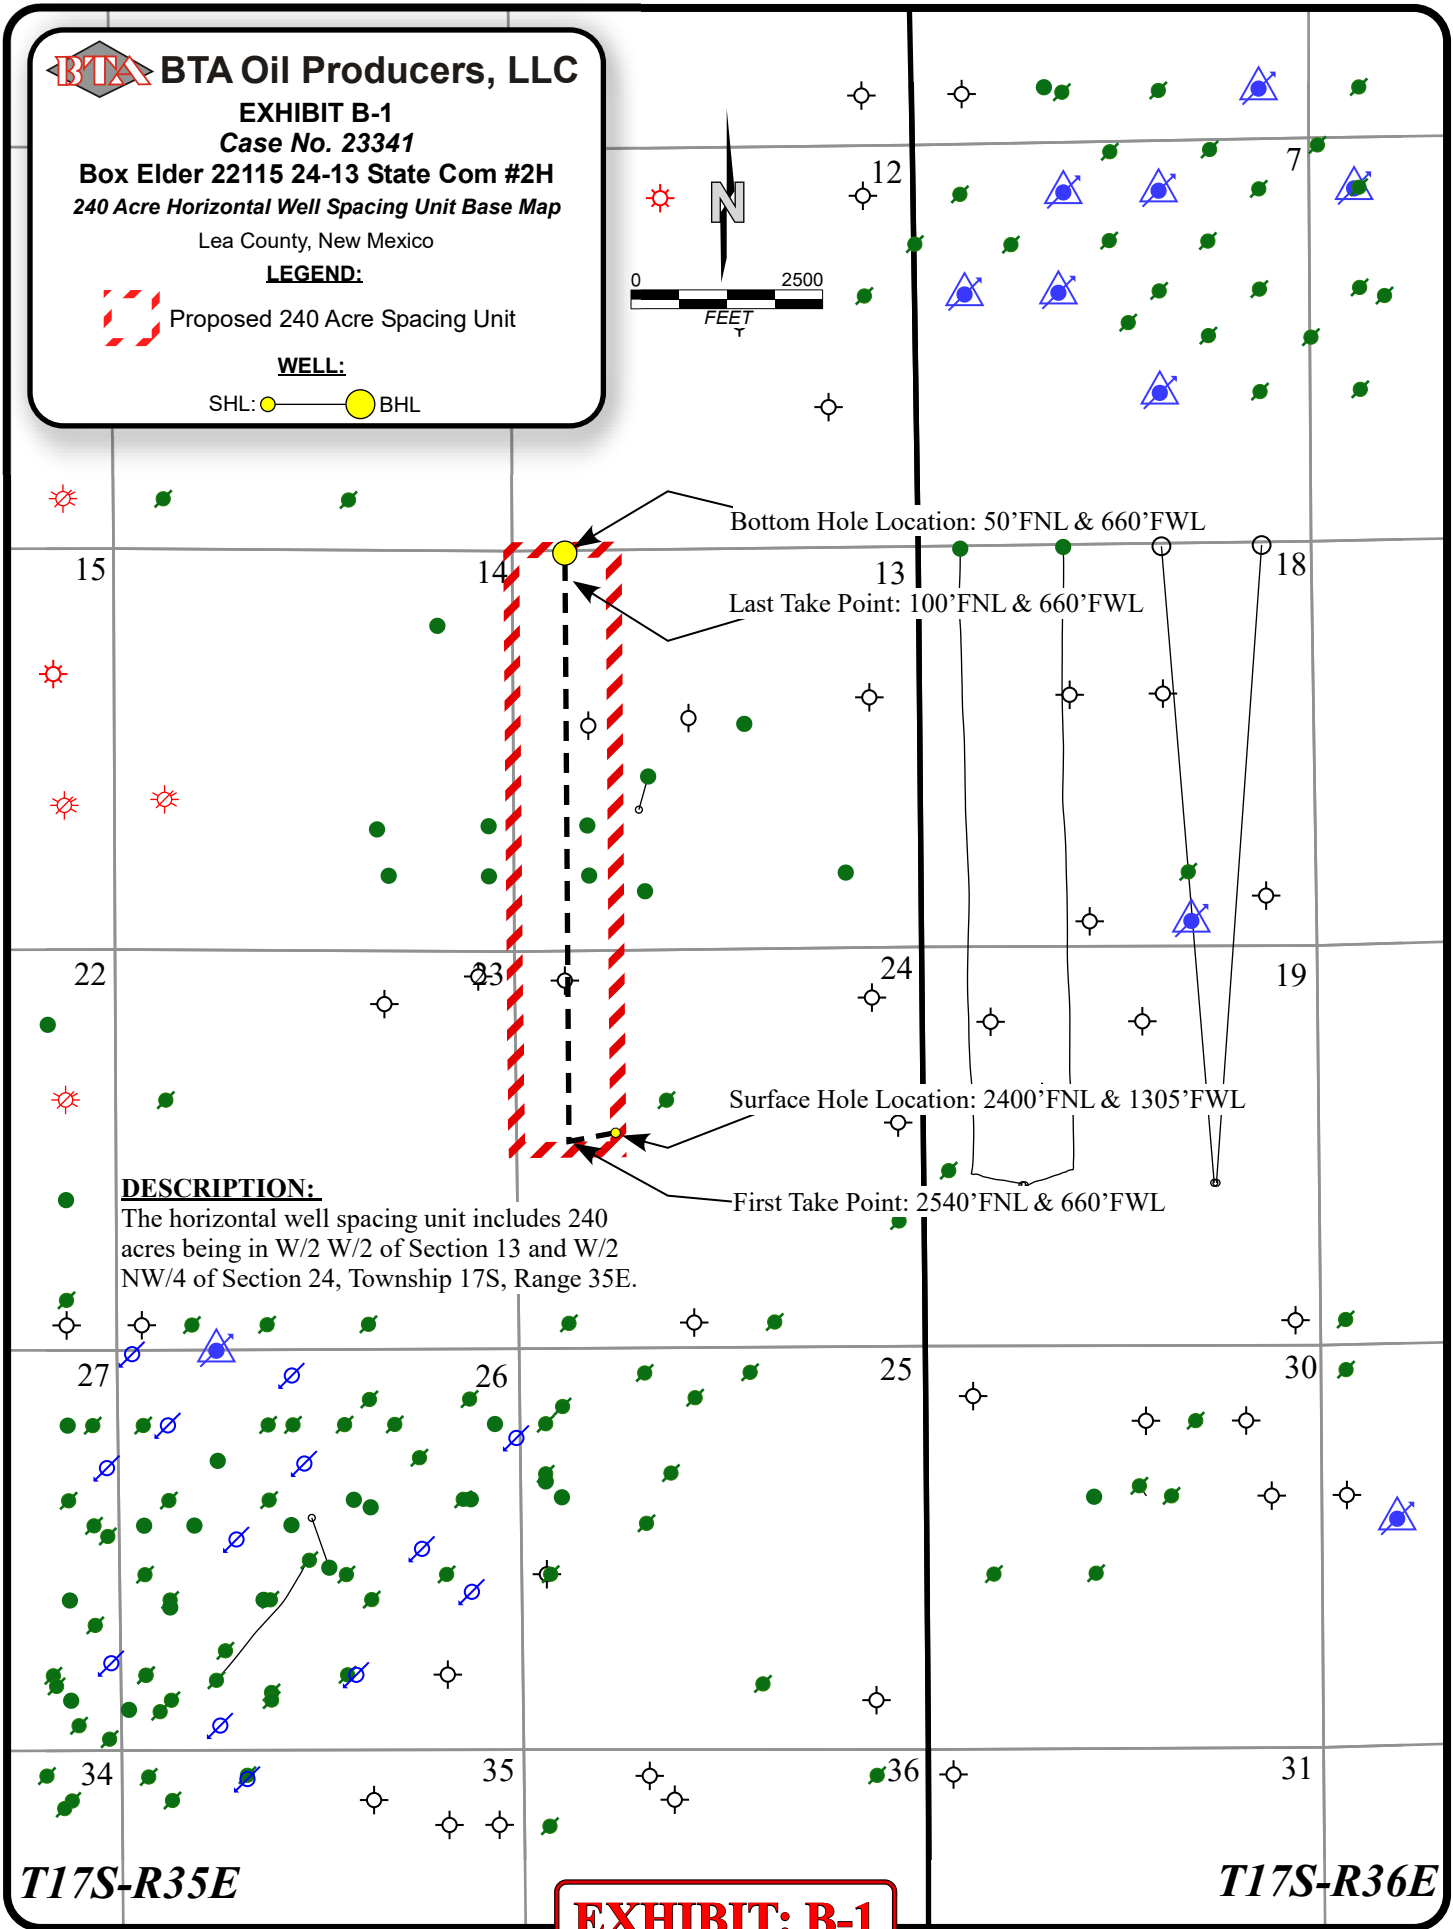 BTA BTA Oil Producers, LLC
EXHIBIT B-1
Case No. 23341
Box Elder 22115 24-13 State Com #2H
240 Acre Horizontal Well Spacing Unit Base Map
Lea County, New Mexico
LEGEND:
Proposed 240 Acre Spacing Unit
WELL:
SHL: BHL
N
0 2500
FEET
12
7
Bottom Hole Location: 50'FNL & 660'FWL
15
14
13
18
Last Take Point: 100'FNL & 660'FWL
22
23
24
19
Surface Hole Location: 2400'FNL & 1305'FWL
First Take Point: 2540'FNL & 660'FWL
DESCRIPTION:
The horizontal well spacing unit includes 240
acres being in W/2 W/2 of Section 13 and W/2
NW/4 of Section 24, Township 17S, Range 35E.
27
26
25
30
34
35
36
31
T17S-R35E
T17S-R36E
EXHIBIT: B-1